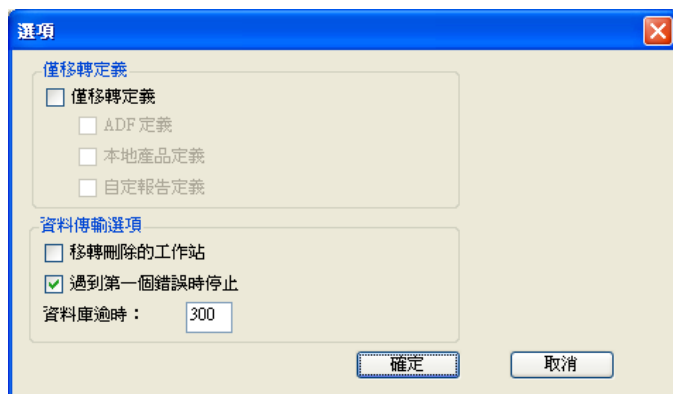 選項
僅移轉定義
僅移轉定義
ADF 定義
本地產品定義
自定報告定義
資料傳輸選項
移轉刪除的工作站
遇到第一個錯誤時停止
資料庫逾時：300
確定 取消